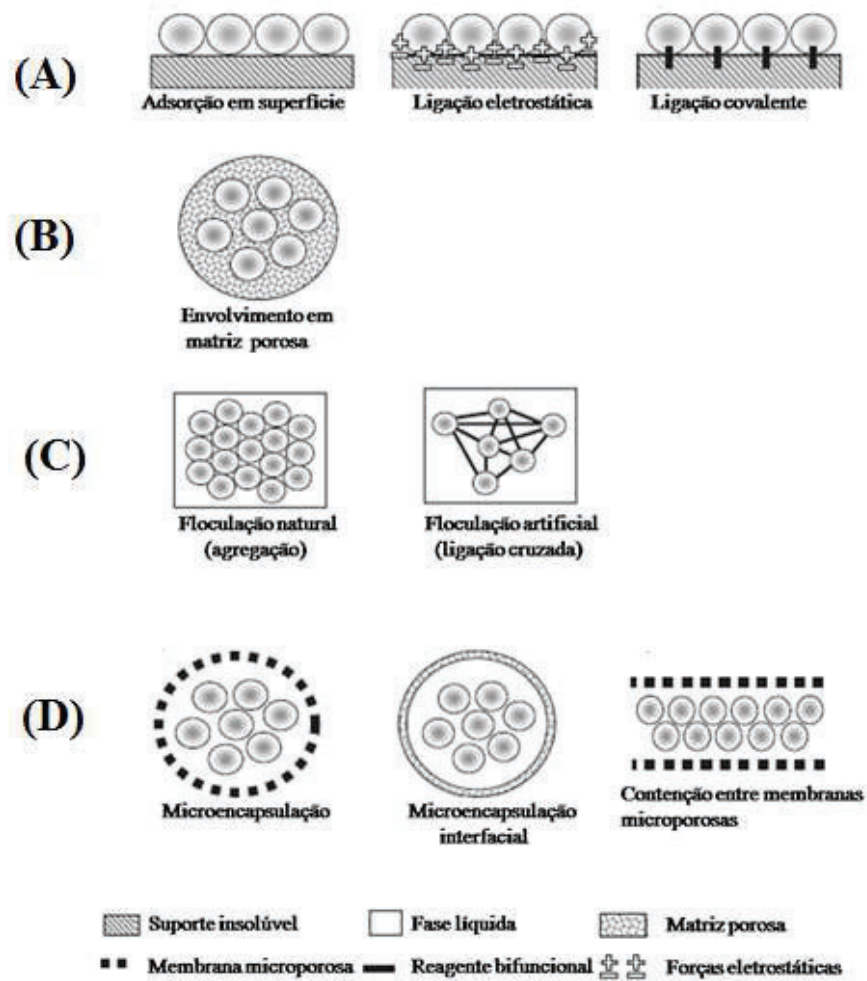 (A)
Adsorção em superficie
Ligação eletrostática
Ligação covalente
(B)
Envolvimento em
matriz porosa
(C)
Floculação natural
(agregação)
Floculação artificial
(ligação cruzada)
(D)
Microencapsulação
Microencapsulação
interfacial
Contenção entre membranas
microporosas
Suporte insolúvel
Fase líquida
Matriz porosa
Membrana microporosa
Reagente bifuncional
Forças eletrostáticas